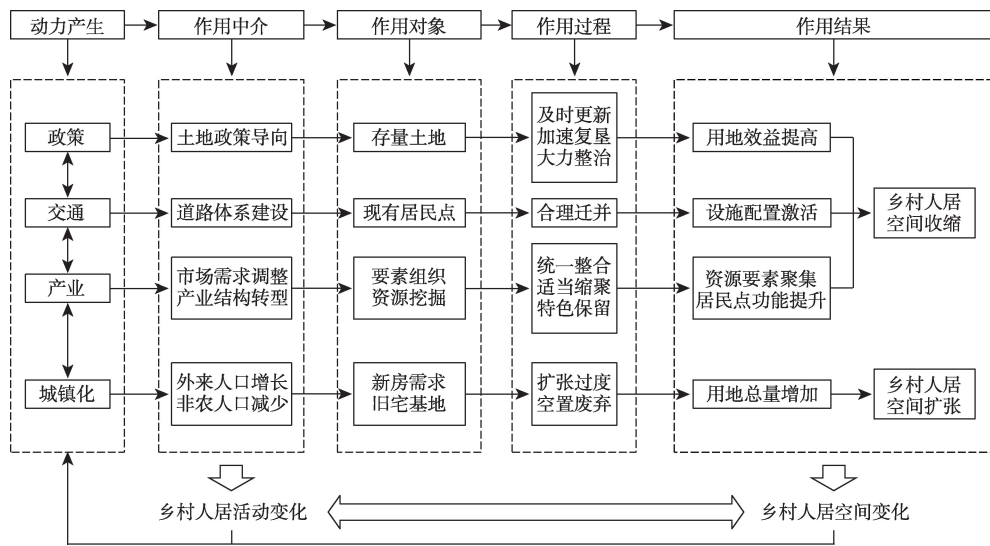 动力产生
作用中介
作用对象
作用过程
作用结果
政策
土地政策导向
存量土地
及时更新
加速复垦
大力整治
用地效益提高
交通
道路体系建设
现有居民点
合理迁并
设施配置激活
乡村人居
空间收缩
产业
市场需求调整
产业结构转型
要素组织
资源挖掘
统一整合
适当缩聚
特色保留
资源要素聚集
居民点功能提升
城镇化
外来人口增长
非农人口减少
新房需求
旧宅基地
扩张过度
空置废弃
用地总量增加
乡村人居
空间扩张
乡村人居活动变化
乡村人居空间变化